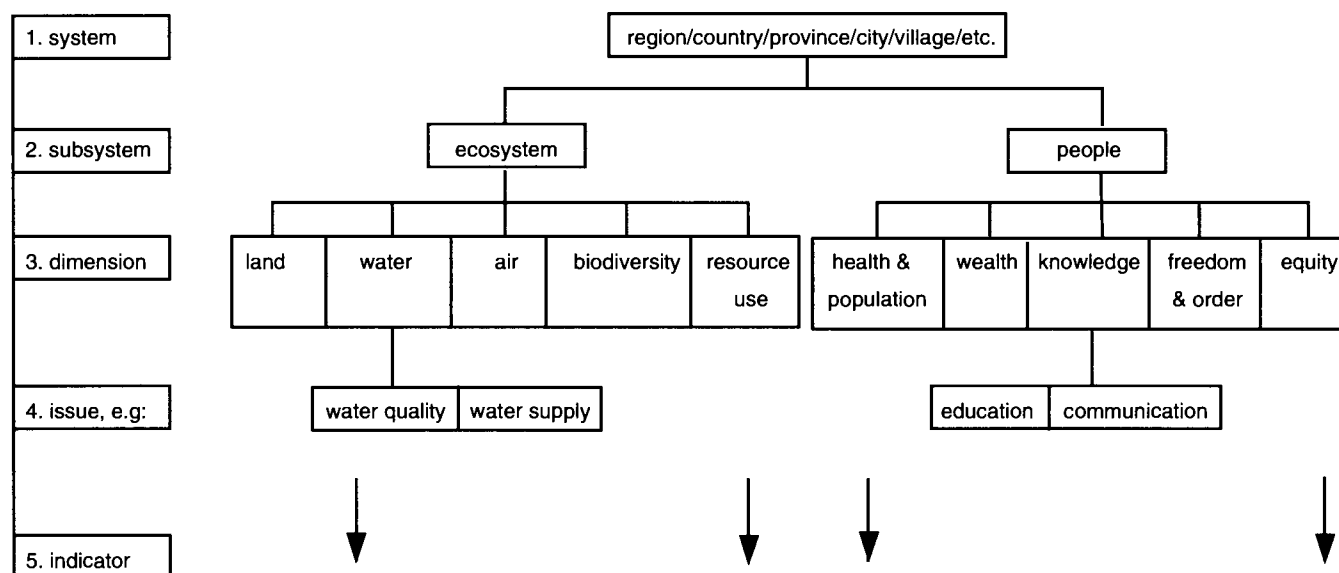 1. system
region/country/province/city/village/etc.
2. subsystem
ecosystem
people
3. dimension
land
water
air
biodiversity
resource
use
health &
population
wealth
knowledge
freedom
& order
equity
4. issue, e.g:
water quality
water supply
education
communication
5. indicator